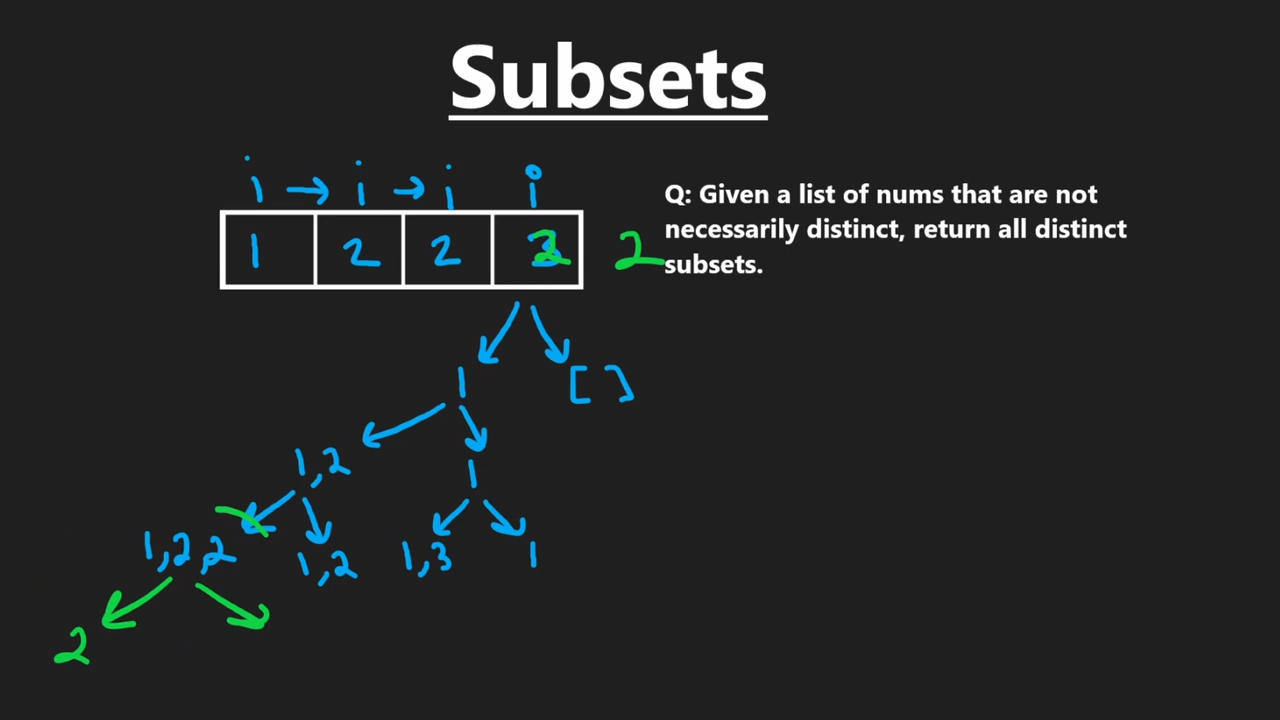 Subsets
i → i → i i
1 2 2 2
Q: Given a list of nums that are not
necessarily distinct, return all distinct
subsets.
1 []
1,2 1
1,2,2 1,2 1,3 1
2